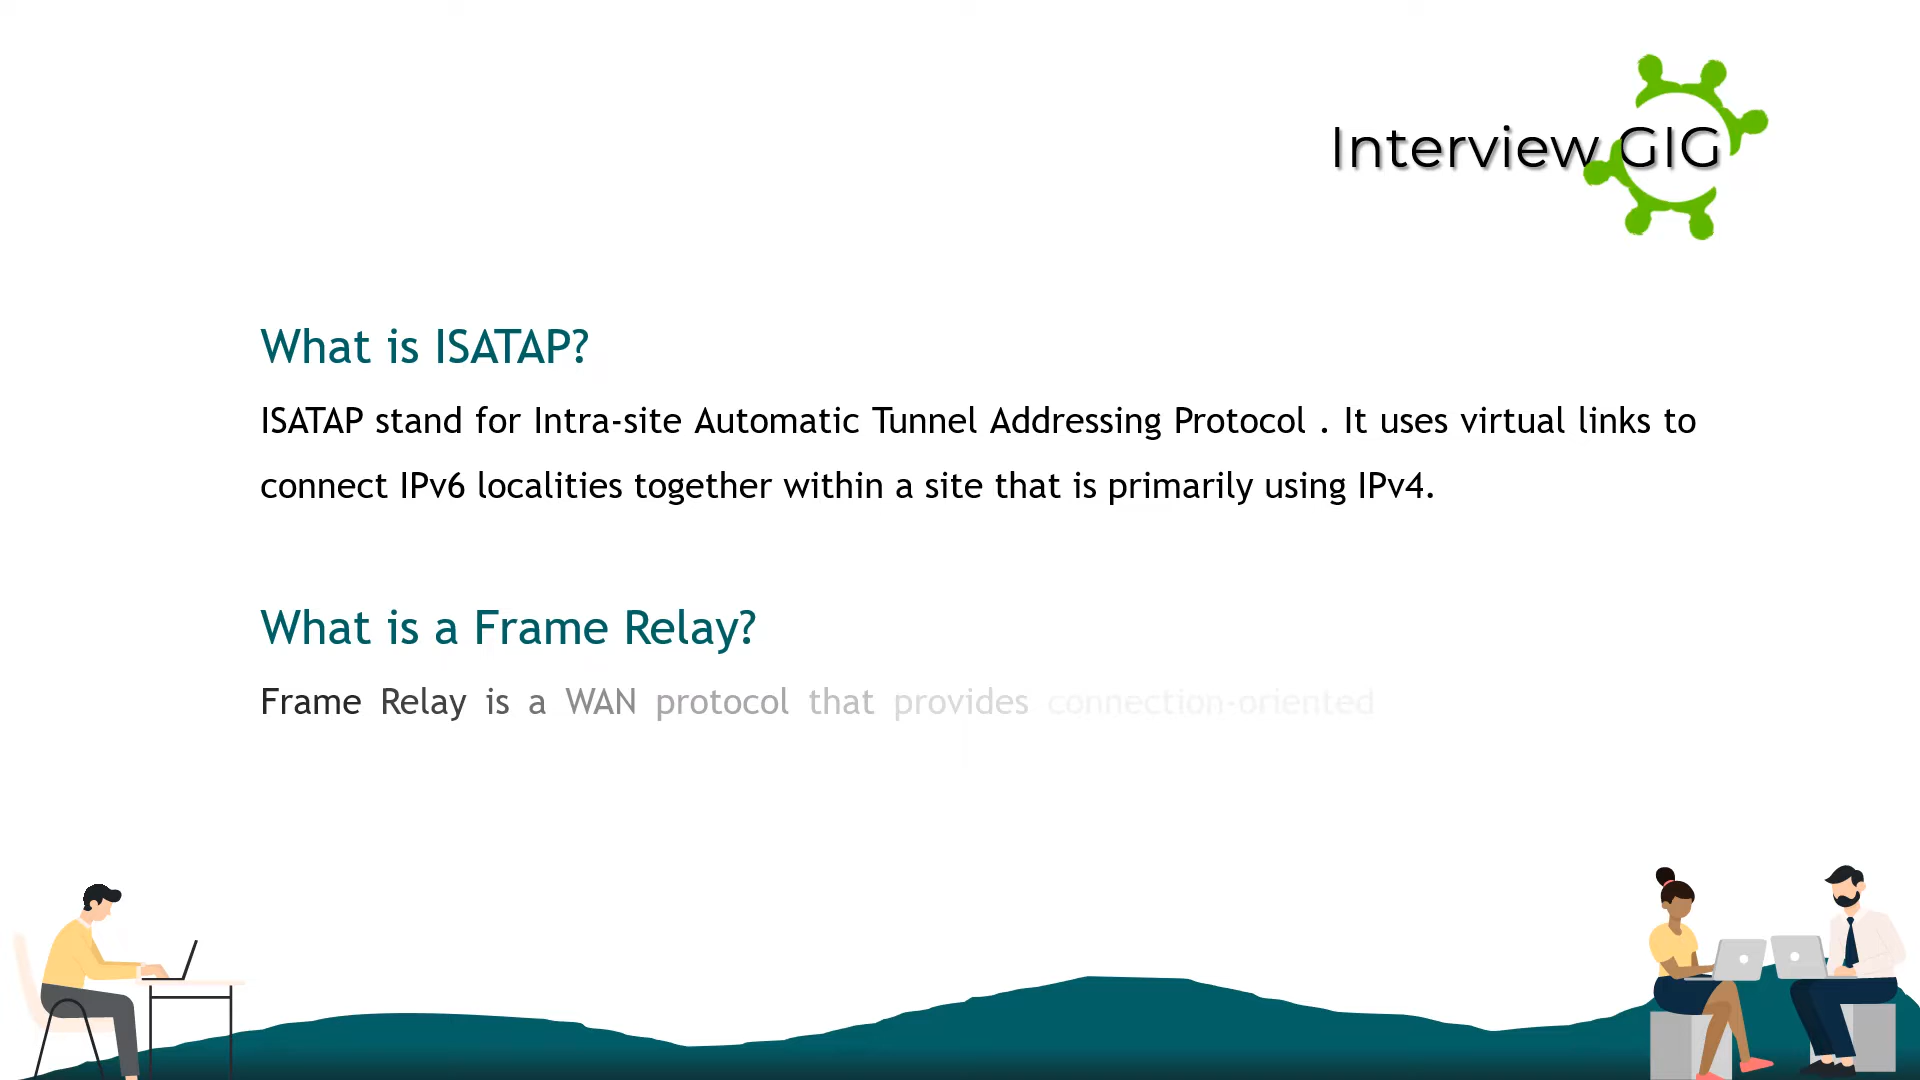 Interview GIG
What is ISATAP?
ISATAP stand for Intra-site Automatic Tunnel Addressing Protocol . It uses virtual links to
connect IPv6 localities together within a site that is primarily using IPv4.
What is a Frame Relay?
Frame Relay is a WAN protocol that provides connection-oriented